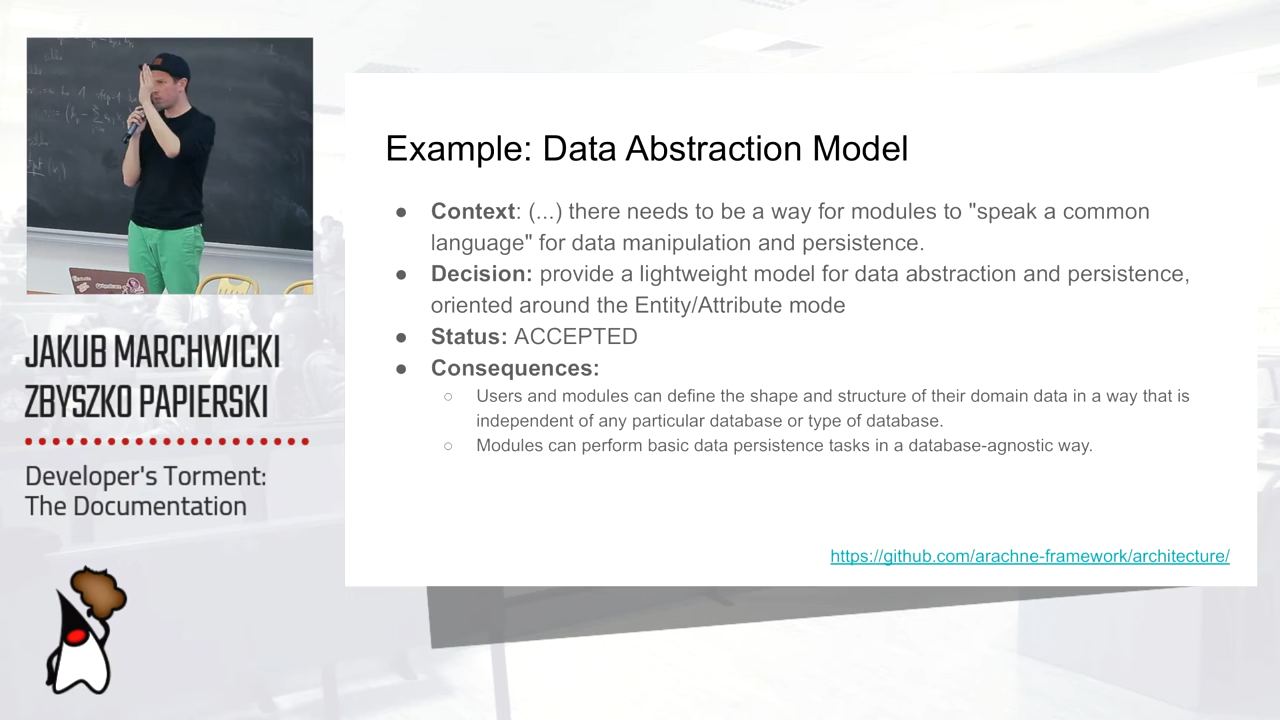 JAKUB MARCHWICKI
ZBYSZKO PAPIERSKI
Developer's Torment:
The Documentation
Example: Data Abstraction Model
● Context: (...) there needs to be a way for modules to "speak a common
language" for data manipulation and persistence.
● Decision: provide a lightweight model for data abstraction and persistence,
oriented around the Entity/Attribute mode
● Status: ACCEPTED
● Consequences:
○ Users and modules can define the shape and structure of their domain data in a way that is
independent of any particular database or type of database.
○ Modules can perform basic data persistence tasks in a database-agnostic way.
https://github.com/arachne-framework/architecture/